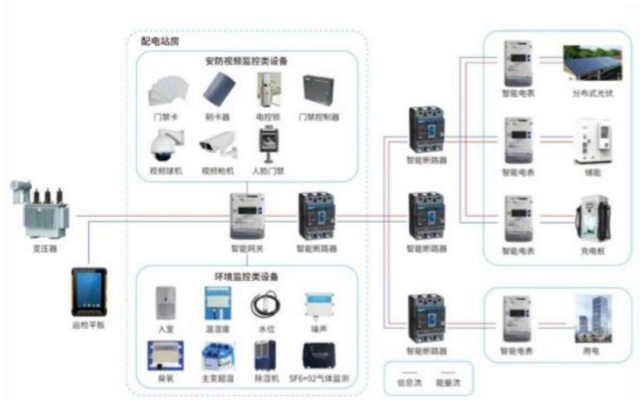 配电站房
安防视频监控类设备
门禁卡
刷卡器
电控锁
门禁控制器
视频球机
视频枪机
人脸门禁
变压器
运检平板
智能网关
智能断路器
环境监控类设备
入室
温湿度
水位
噪声
臭氧
主变超温
除湿机
SF6+02气体监测
智能断路器
智能断路器
智能断路器
智能电表
分布式光伏
智能电表
储能
智能电表
充电桩
智能电表
用电
信息流
能量流